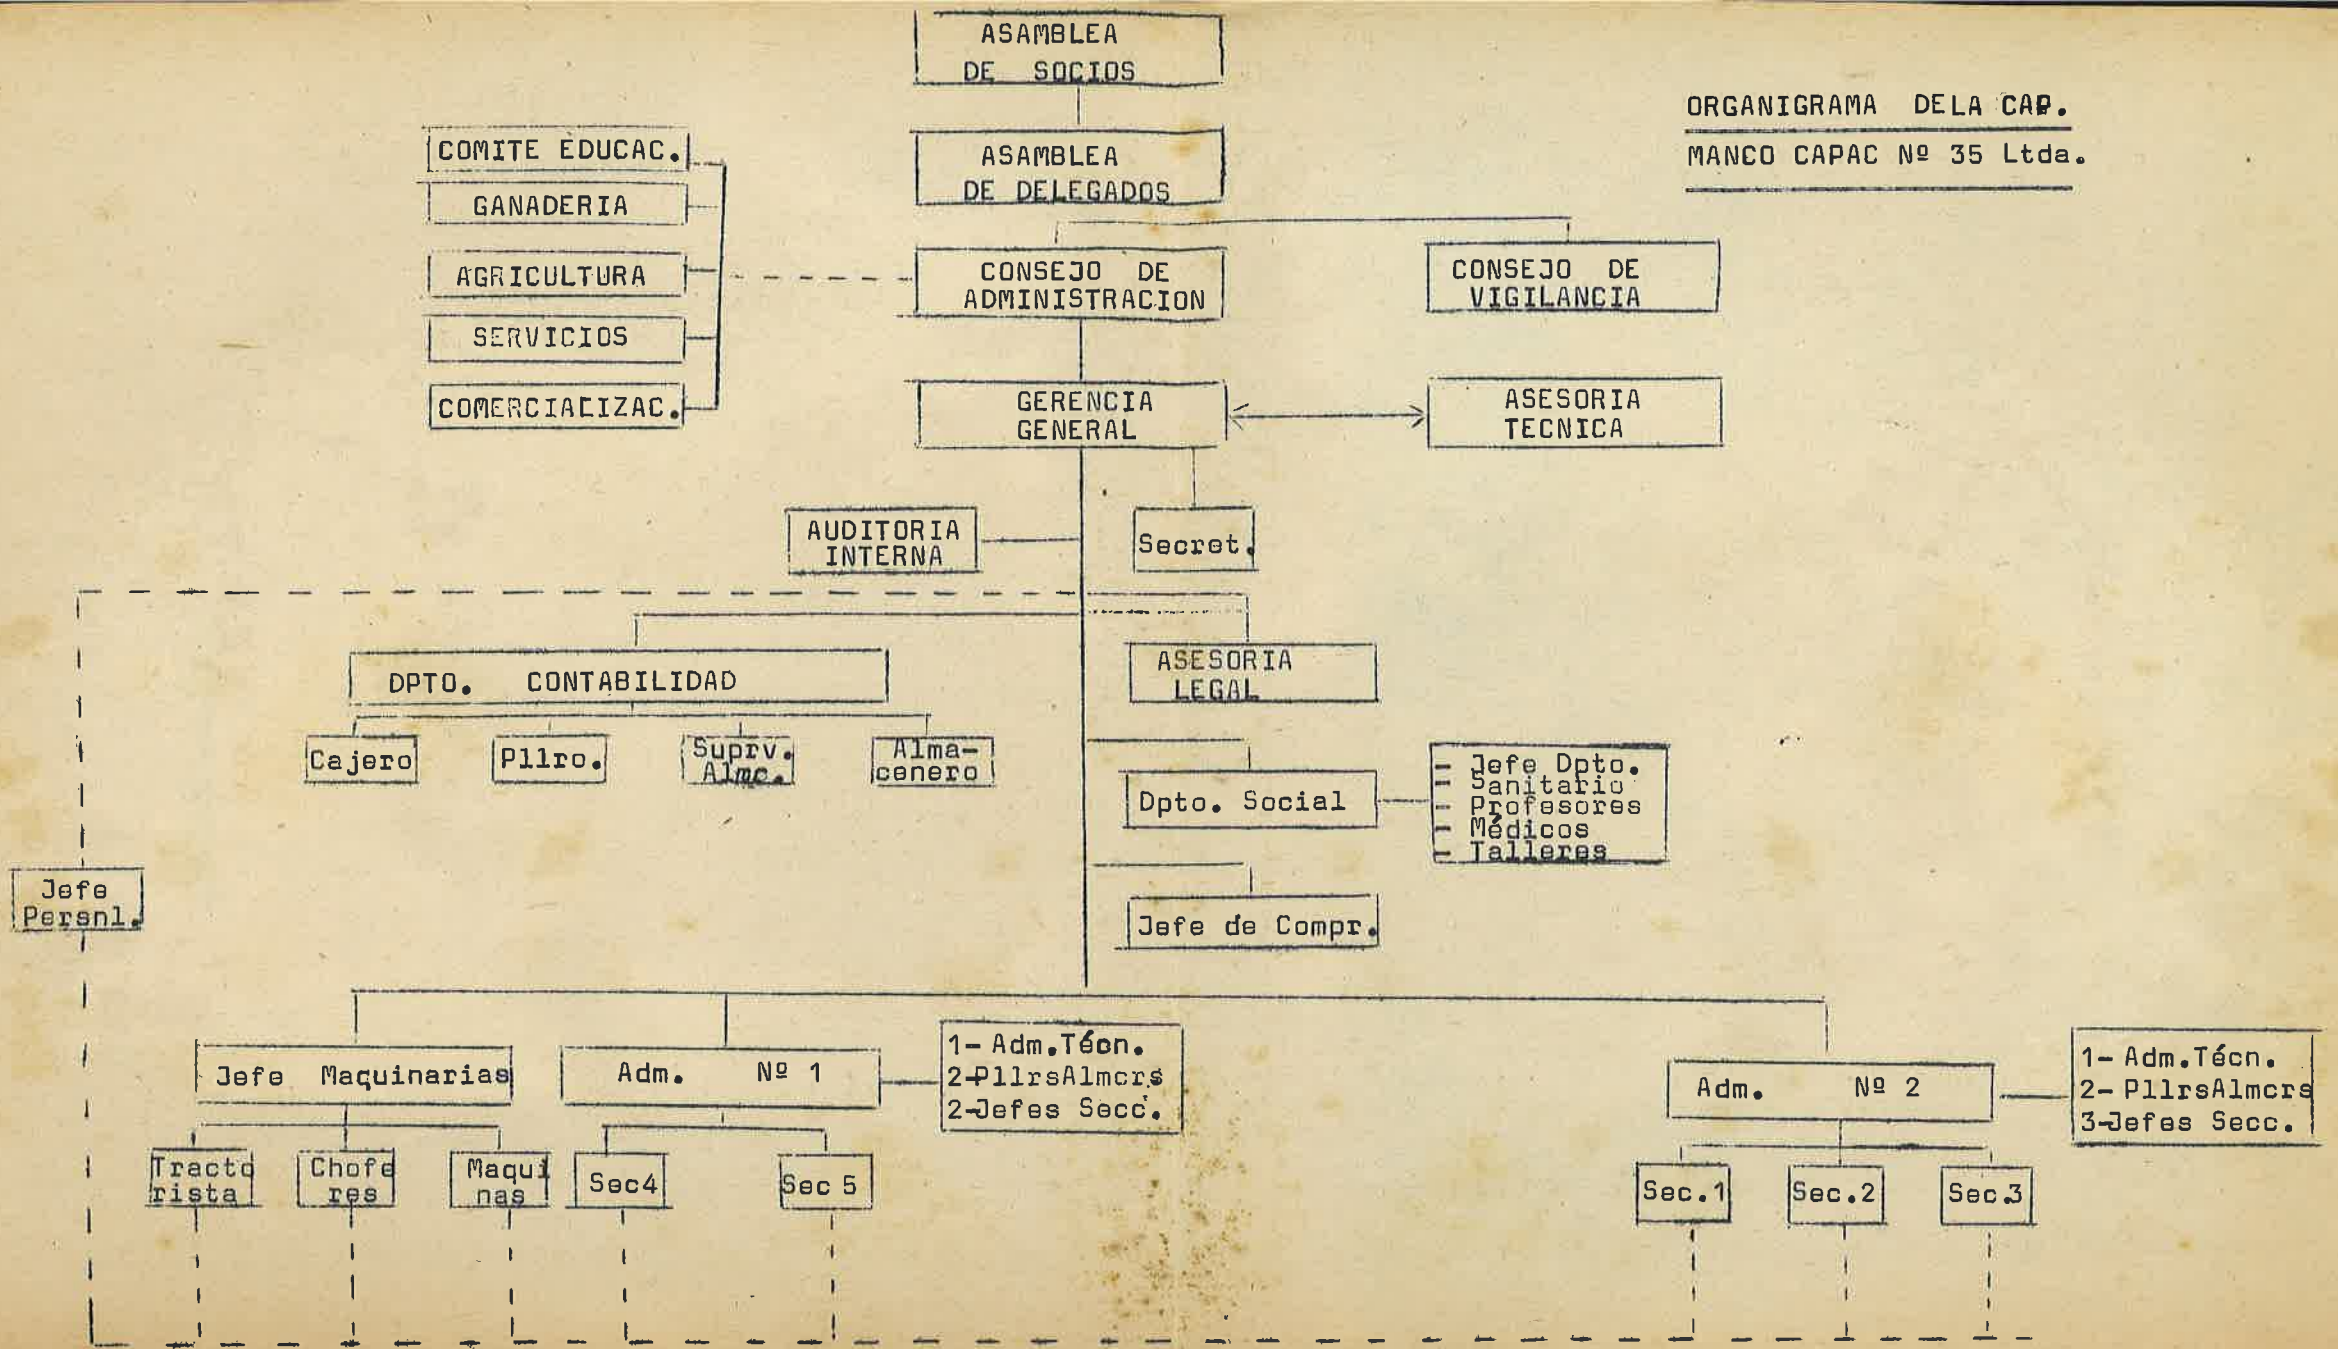 ASAMBLEA
DE SOCIOS
ORGANIGRAMA DELA CAP.
MANCO CAPAC Nº 35 Ltda.
COMITE EDUCAC.
GANADERIA
AGRICULTURA
SERVICIOS
COMERCIALIZAC.
ASAMBLEA
DE DELEGADOS
CONSEJO DE
ADMINISTRACION
CONSEJO DE
VIGILANCIA
GERENCIA
GENERAL
ASESORIA
TECNICA
AUDITORIA
INTERNA
Secret.
DPTO. CONTABILIDAD
ASESORIA
LEGAL
Cajero
Pllro.
Suprv.
Almc.
Alma-
cenero
Dpto. Social
- Jefe Dpto.
- Sanitario
- Profesores
- Médicos
- Talleres
Jefe
Persnl.
Jefe de Compr.
Jefe Maquinarias
Adm. Nº 1
1- Adm.Técn.
2-PllrsAlmcrs
2-Jefes Secc.
Adm. Nº 2
1- Adm.Técn.
2- PllrsAlmcrs
3-Jefes Secc.
Tracto
rista
Chofe
res
Maqui
nas
Sec4
Sec 5
Sec.1
Sec.2
Sec.3